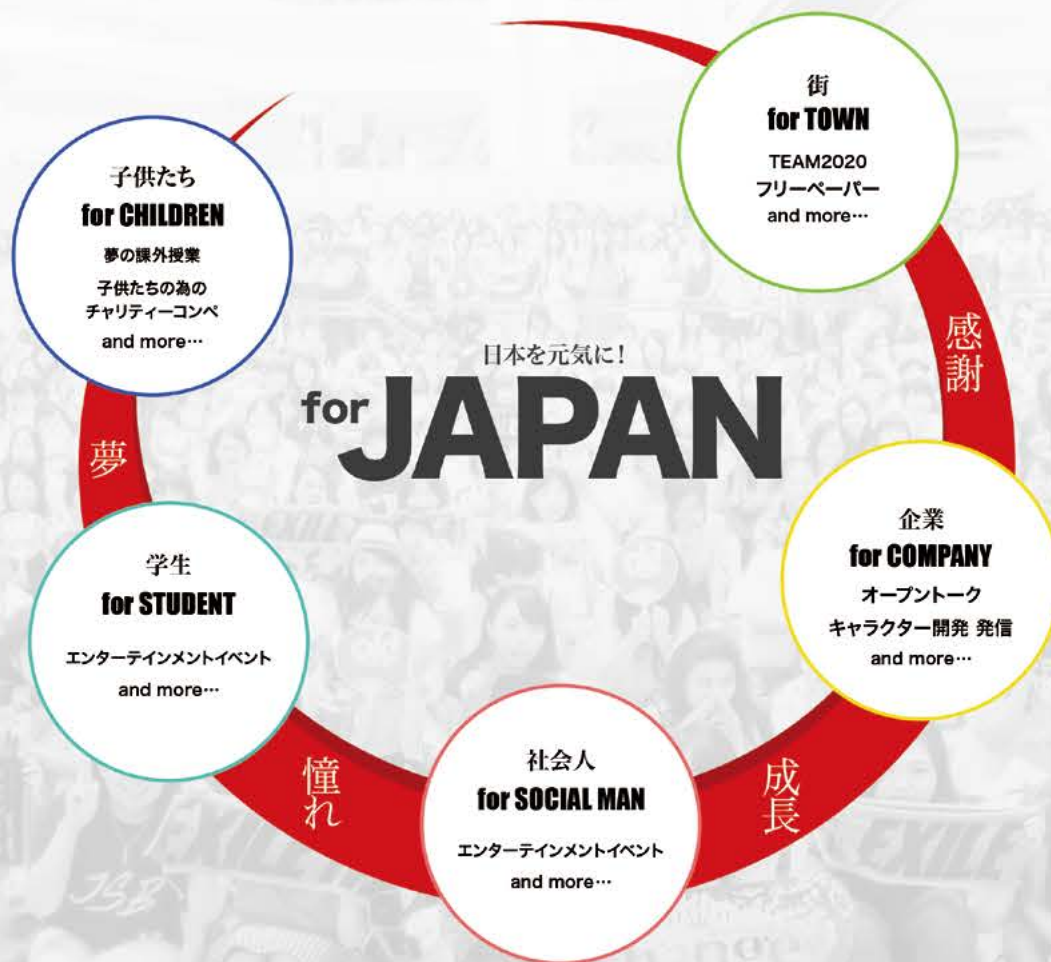 街
for TOWN
TEAM2020
フリーペーパー
and more…
子供たち
for CHILDREN
夢の課外授業
子供たちの為の
チャリティーコンペ
and more…
感謝
日本を元気に！
for JAPAN
夢
企業
for COMPANY
オープントーク
キャラクター開発 発信
and more…
学生
for STUDENT
エンターテインメントイベント
and more…
憧れ
社会人
for SOCIAL MAN
エンターテインメントイベント
and more…
成長
EXILE
JSB
EXILE